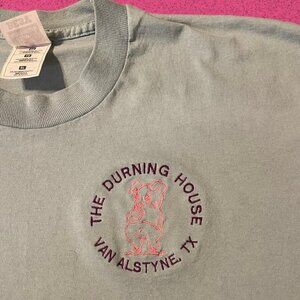 THE DURNING HOUSE
VAN ALSTYNE, TX